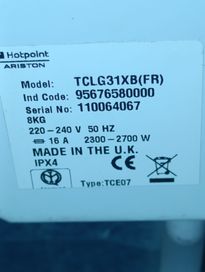 Hotpoint
ARISTON
Model: TCLG31XB(FR)
Ind Code: 95676580000
Serial No: 110064067
8KG
220-240 V 50 HZ
16 A 2300-2700 W
MADE IN THE U.K.
IPX4
Type:TCE07